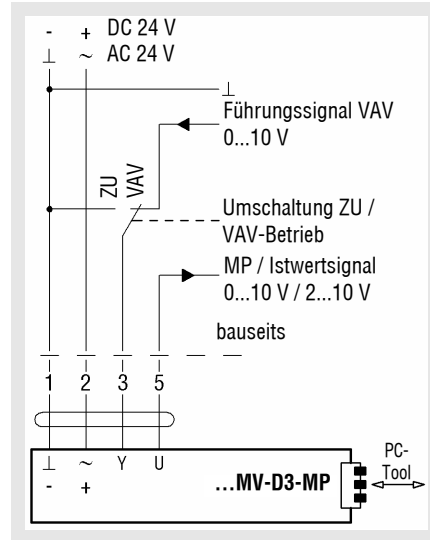 - + DC 24 V
⊥ ~ AC 24 V
⊥
Führungssignal VAV
0...10 V
ZU
VAV
Umschaltung ZU /
VAV-Betrieb
MP / Istwertsignal
0...10 V / 2...10 V
bauseits
1 2 3 5
⊥ ~ Y U
- +
...MV-D3-MP
PC-
Tool